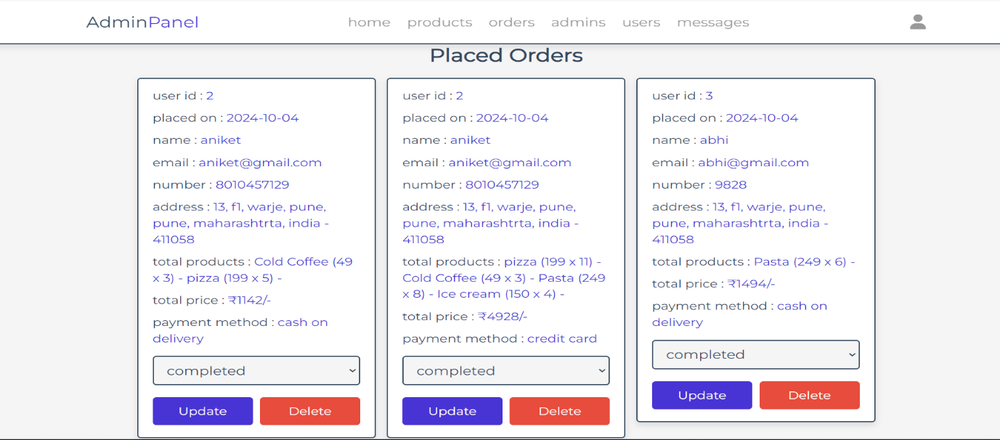 AdminPanel
home products orders admins users messages
Placed Orders
user id : 2
placed on : 2024-10-04
name : aniket
email : aniket@gmail.com
number : 8010457129
address : 13, f1, warje, pune,
pune, maharashtrta, india -
411058
total products : Cold Coffee (49
x 3) - pizza (199 x 5) -
total price : ₹1142/-
payment method : cash on
delivery
completed
Update Delete
user id : 2
placed on : 2024-10-04
name : aniket
email : aniket@gmail.com
number : 8010457129
address : 13, f1, warje, pune,
pune, maharashtrta, india -
411058
total products : pizza (199 x 11) -
Cold Coffee (49 x 3) - Pasta (249
x 8) - Ice cream (150 x 4) -
total price : ₹4928/-
payment method : credit card
completed
Update Delete
user id : 3
placed on : 2024-10-04
name : abhi
email : abhi@gmail.com
number : 9828
address : 13, f1, warje, pune,
pune, maharashtrta, india -
411058
total products : Pasta (249 x 6) -
total price : ₹1494/-
payment method : cash on
delivery
completed
Update Delete